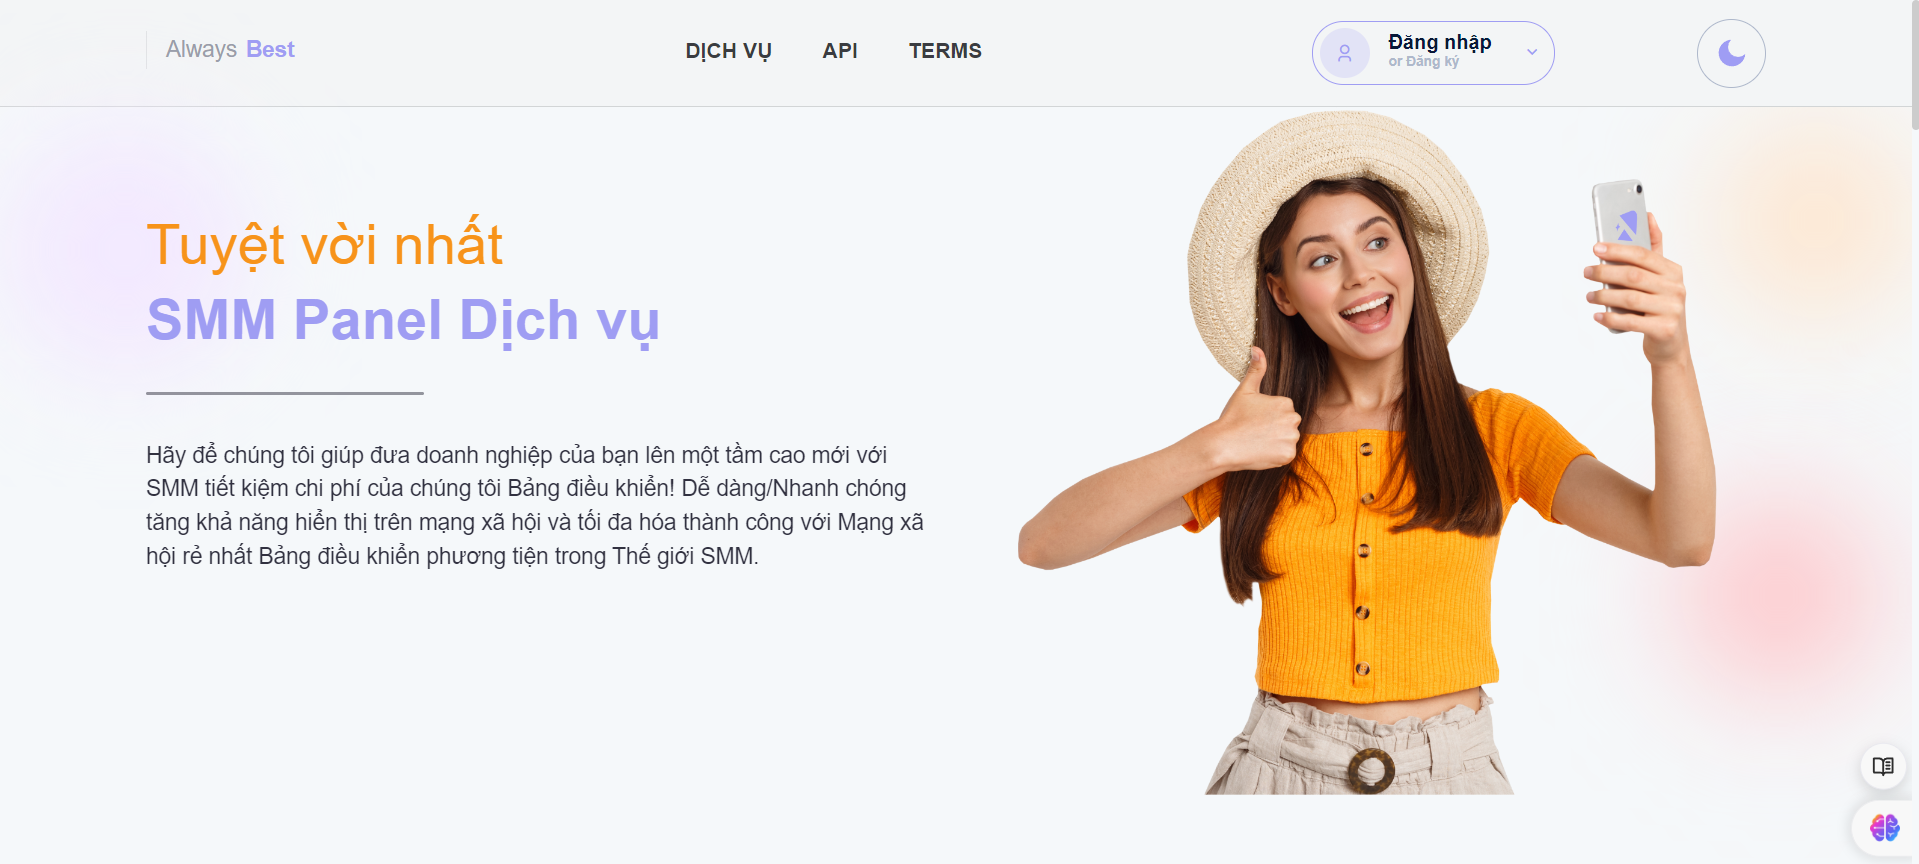 Always Best
DỊCH VỤ
API
TERMS
Đăng nhập
or Đăng ký
Tuyệt vời nhất
SMM Panel Dịch vụ
Hãy để chúng tôi giúp đưa doanh nghiệp của bạn lên một tầm cao mới với
SMM tiết kiệm chi phí của chúng tôi Bảng điều khiển! Dễ dàng/Nhanh chóng
tăng khả năng hiển thị trên mạng xã hội và tối đa hóa thành công với Mạng xã
hội rẻ nhất Bảng điều khiển phương tiện trong Thế giới SMM.